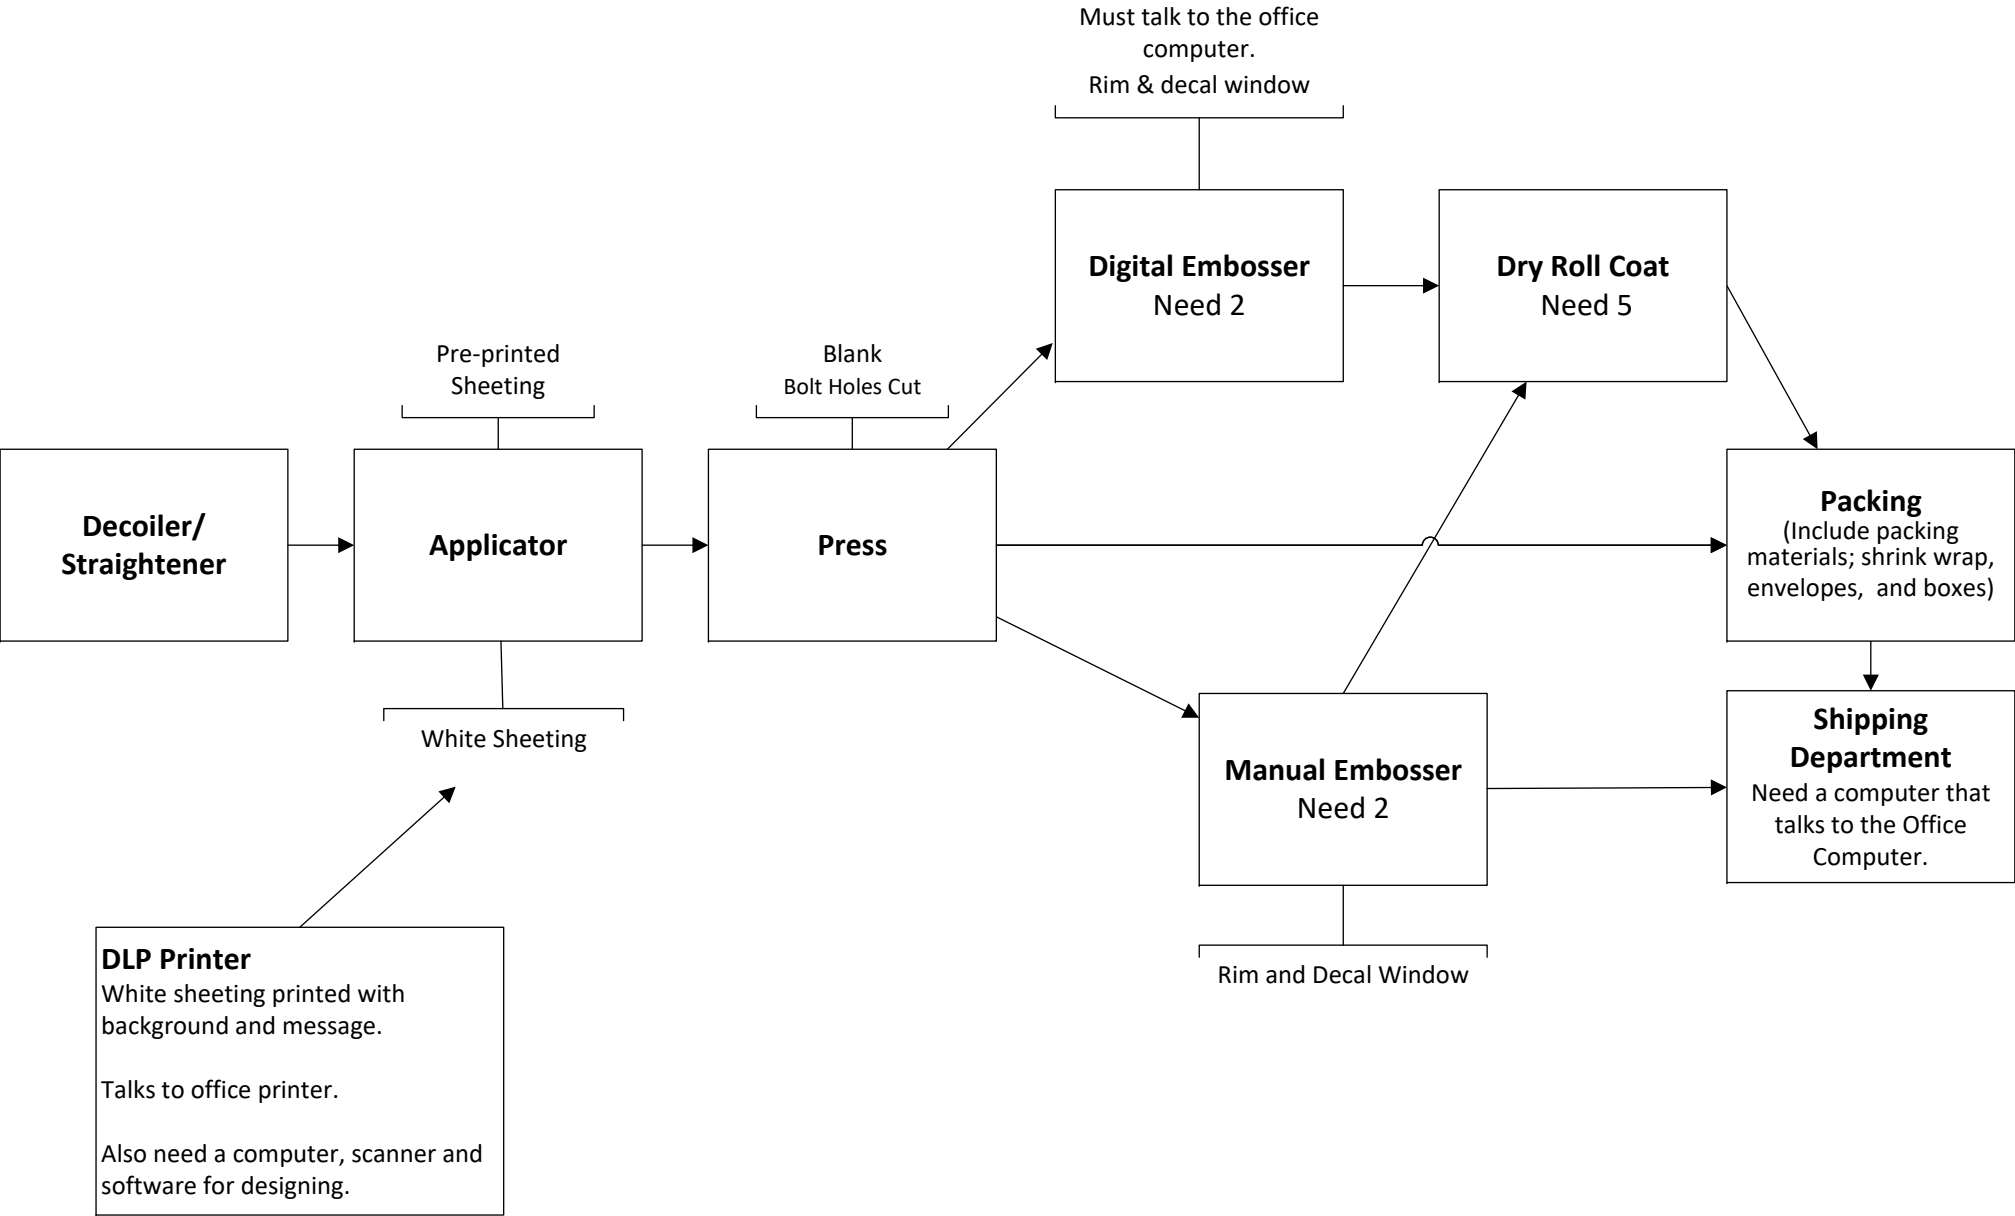 Must talk to the office
computer.
Rim & decal window
Digital Embosser
Need 2
Dry Roll Coat
Need 5
Pre-printed
Sheeting
Blank
Bolt Holes Cut
Decoiler/
Straightener
Applicator
Press
Packing
(Include packing
materials; shrink wrap,
envelopes, and boxes)
White Sheeting
Manual Embosser
Need 2
Shipping
Department
Need a computer that
talks to the Office
Computer.
Rim and Decal Window
DLP Printer
White sheeting printed with
background and message.
Talks to office printer.
Also need a computer, scanner and
software for designing.